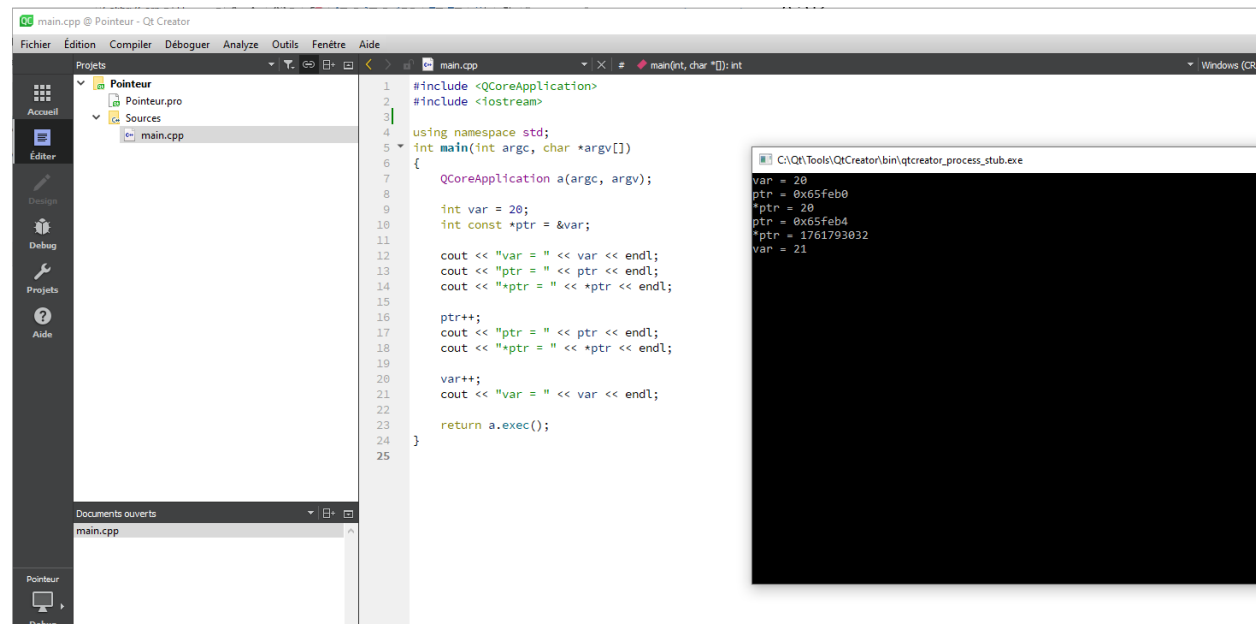 main.cpp @ Pointeur - Qt Creator
Fichier Édition Compiler Déboguer Analyze Outils Fenêtre Aide
Projets
main.cpp
# main(int, char *[]): int
Windows (CR
Accueil
Éditer
Design
Debug
Projets
Aide
Pointeur
Pointeur.pro
Sources
main.cpp
1 #include <QCoreApplication>
2 #include <iostream>
3
4 using namespace std;
5 int main(int argc, char *argv[])
6 {
7 QCoreApplication a(argc, argv);
8
9 int var = 20;
10 int const *ptr = &var;
11
12 cout << "var = " << var << endl;
13 cout << "ptr = " << ptr << endl;
14 cout << "*ptr = " << *ptr << endl;
15
16 ptr++;
17 cout << "ptr = " << ptr << endl;
18 cout << "*ptr = " << *ptr << endl;
19
20 var++;
21 cout << "var = " << var << endl;
22
23 return a.exec();
24 }
25
C:\Qt\Tools\QtCreator\bin\qtcreator_process_stub.exe
var = 20
ptr = 0x65feb0
*ptr = 20
ptr = 0x65feb4
*ptr = 1761793032
var = 21
Documents ouverts
main.cpp
Pointeur
Debug